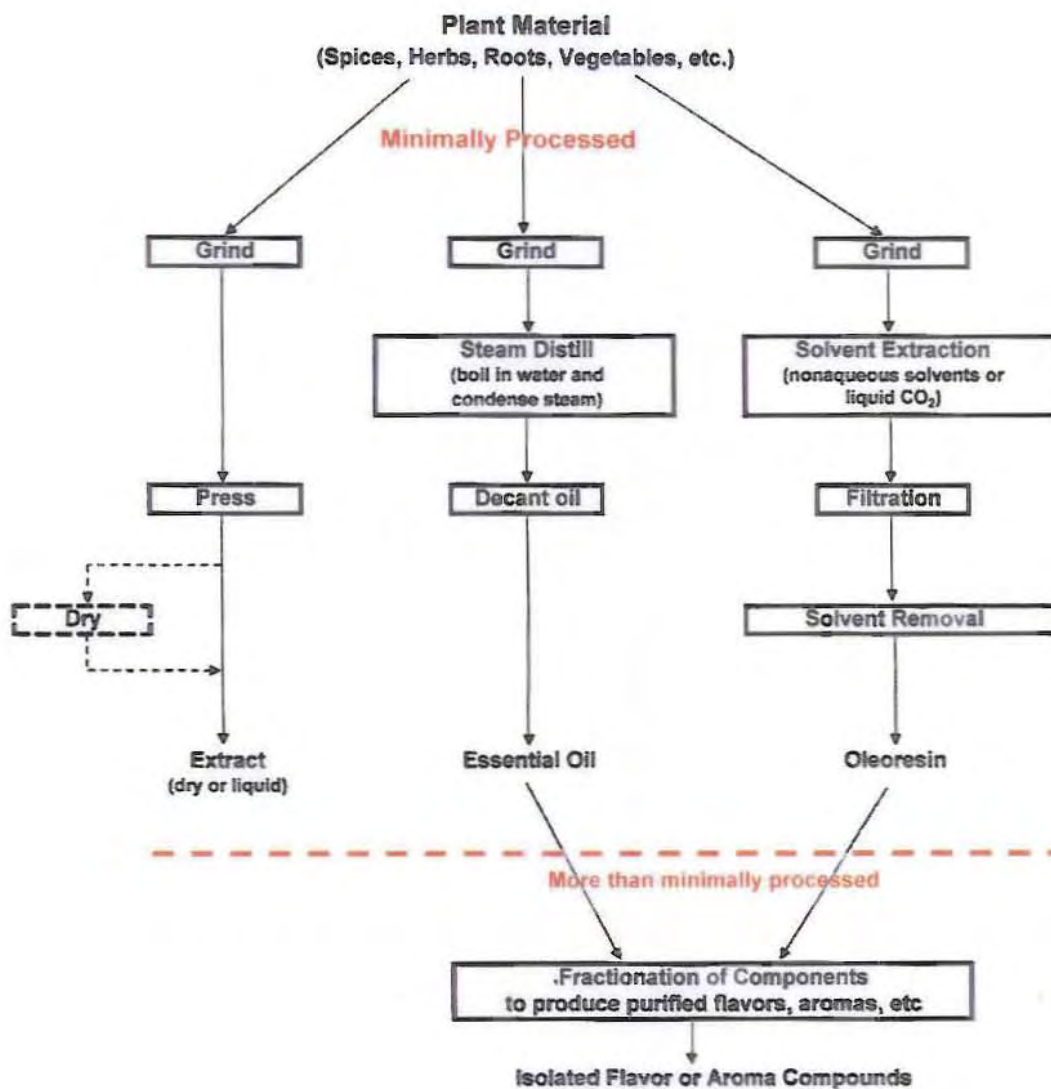 Plant Material
(Spices, Herbs, Roots, Vegetables, etc.)
Minimally Processed
Grind
Grind
Grind
Steam Distill
(boil in water and
condense steam)
Solvent Extraction
(nonaqueous solvents or
liquid CO₂)
Press
Decant oil
Filtration
Dry
Solvent Removal
Extract
(dry or liquid)
Essential Oil
Oleoresin
More than minimally processed
.Fractionation of Components
to produce purified flavors, aromas, etc
Isolated Flavor or Aroma Compounds